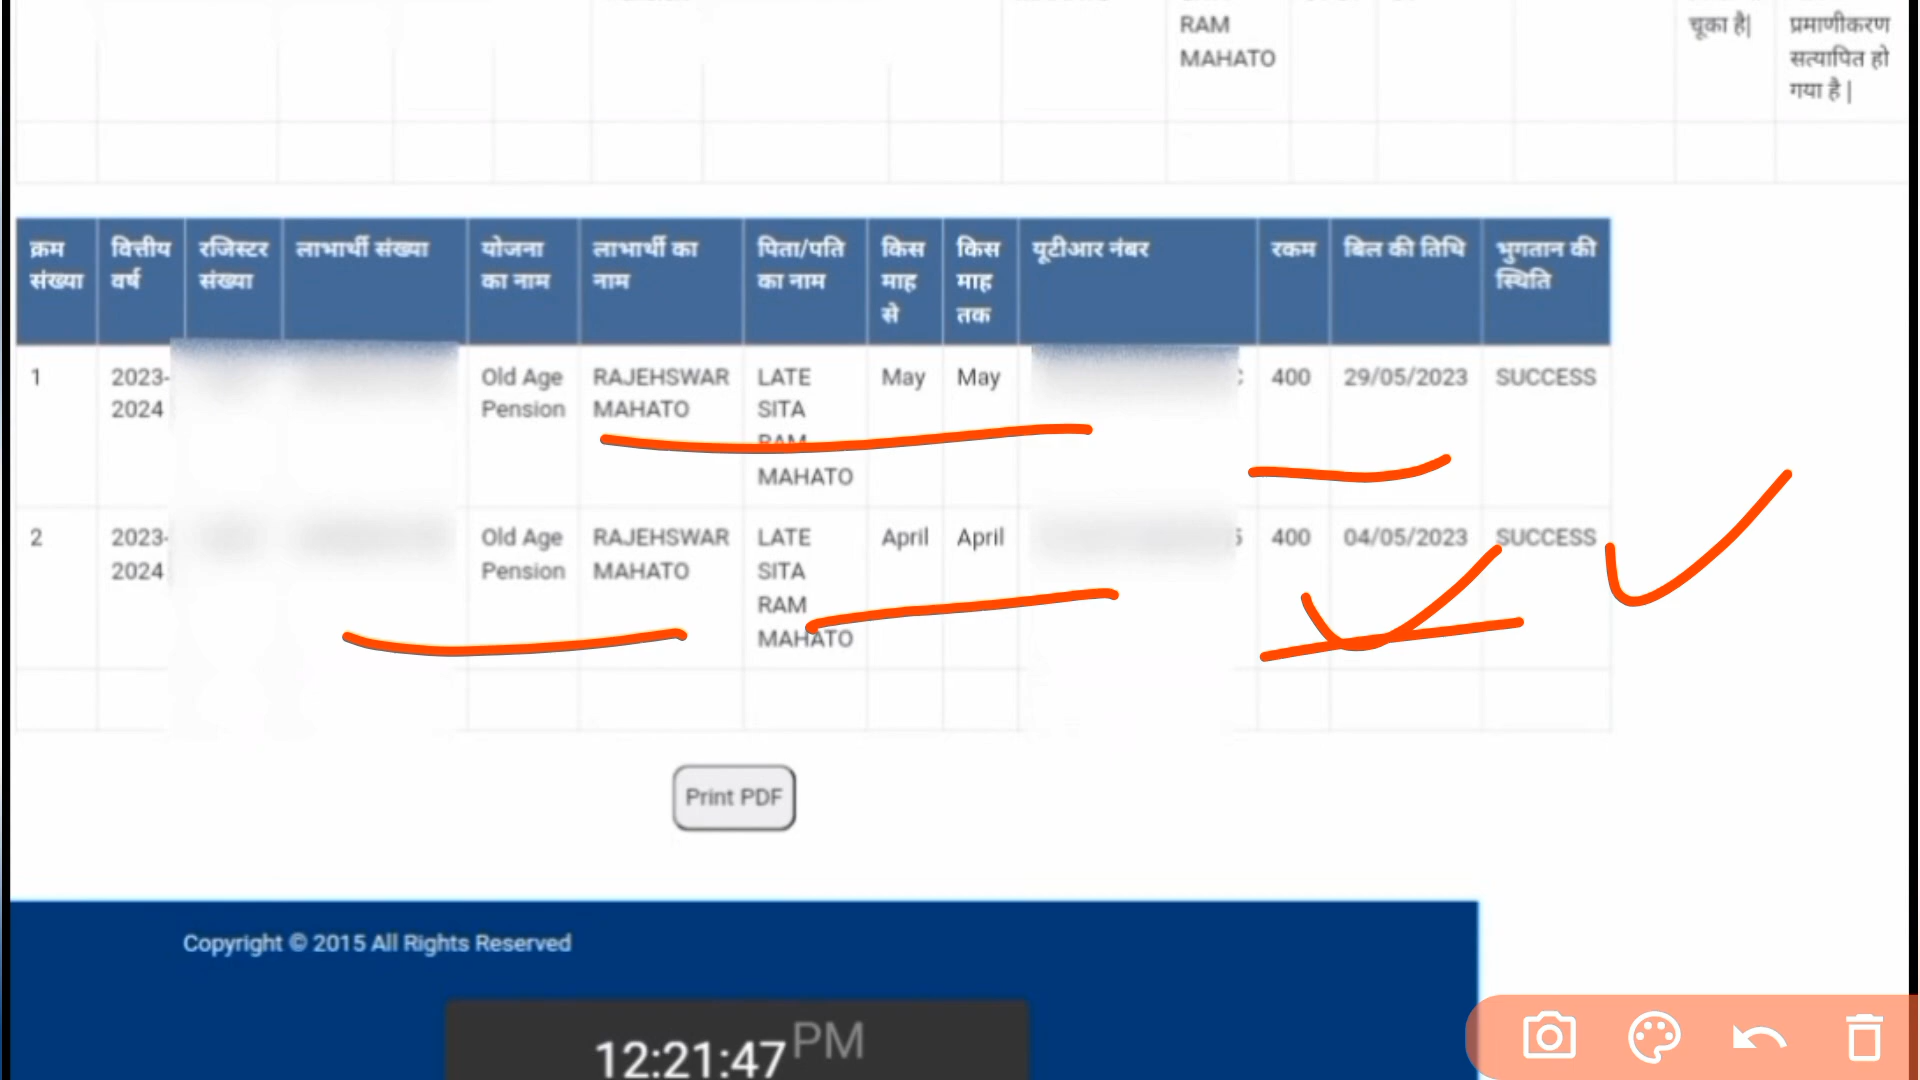 RAM
MAHATO
चूका है|
प्रमाणीकरण
सत्यापित हो
गया है |
क्रम संख्या
वित्तीय वर्ष
रजिस्टर संख्या
लाभार्थी संख्या
योजना का नाम
लाभार्थी का नाम
पिता/पति का नाम
किस माह से
किस माह तक
यूटीआर नंबर
रकम
बिल की तिथि
भुगतान की स्थिति
1
2023-
2024
Old Age
Pension
RAJEHSWAR
MAHATO
LATE
SITA
RAM
MAHATO
May
May
400
29/05/2023
SUCCESS
2
2023-
2024
Old Age
Pension
RAJEHSWAR
MAHATO
LATE
SITA
RAM
MAHATO
April
April
400
04/05/2023
SUCCESS
Print PDF
Copyright © 2015 All Rights Reserved
12:21:47 PM